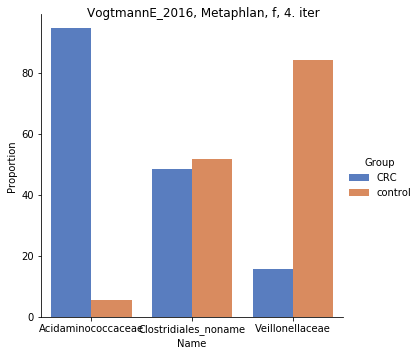 VogtmannE_2016, Metaphlan, f, 4. iter
80
60
40
20
0
Proportion
Acidaminococcaceae
Clostridiales_noname
Veillonellaceae
Name
Group
CRC
control